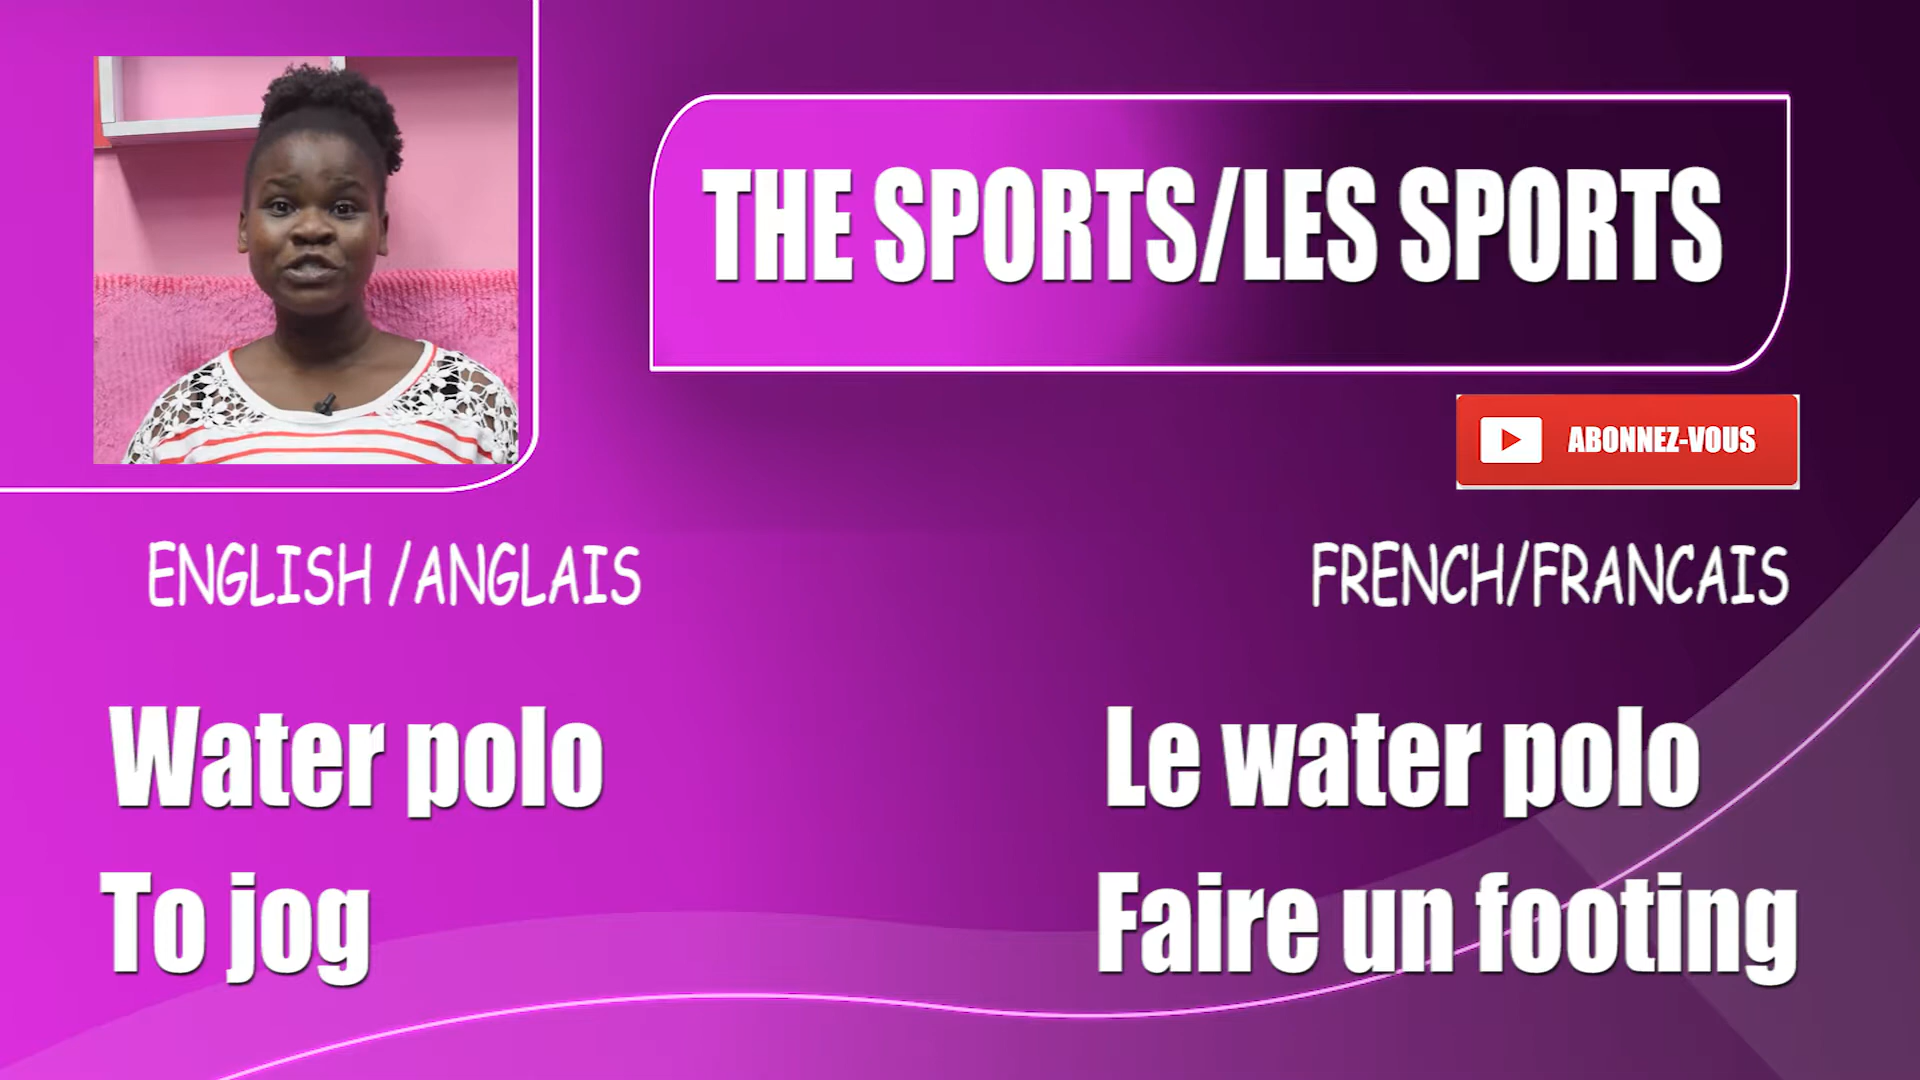 THE SPORTS/LES SPORTS
ABONNEZ-VOUS
ENGLISH /ANGLAIS
FRENCH/FRANCAIS
Water polo
Le water polo
To jog
Faire un footing